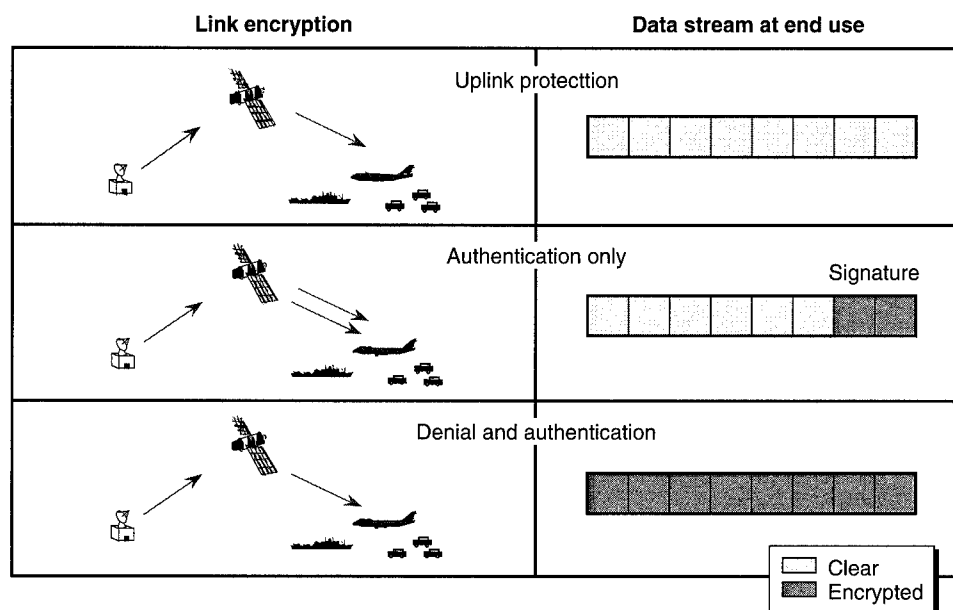 Link encryption
Data stream at end use
Uplink protecttion
Authentication only
Signature
Denial and authentication
Clear
Encrypted